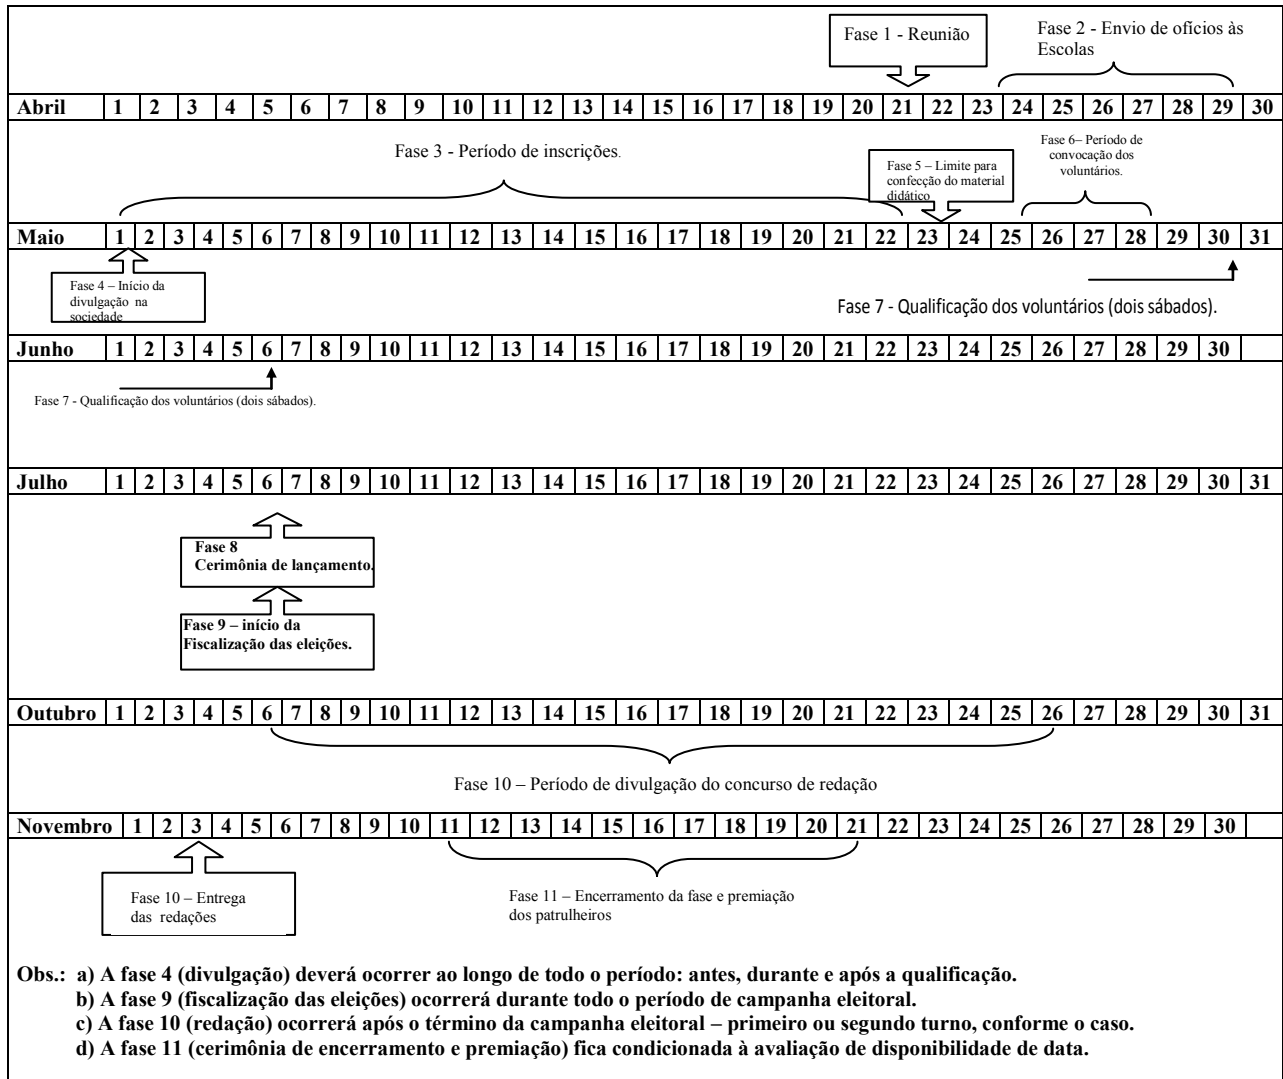 Fase 1 - Reunião
Fase 2 - Envio de ofícios às
Escolas
Abril 1 2 3 4 5 6 7 8 9 10 11 12 13 14 15 16 17 18 19 20 21 22 23 24 25 26 27 28 29 30
Fase 3 - Período de inscrições.
Fase 5 – Limite para
confecção do material
didático
Fase 6– Período de
convocação dos
voluntários.
Maio 1 2 3 4 5 6 7 8 9 10 11 12 13 14 15 16 17 18 19 20 21 22 23 24 25 26 27 28 29 30 31
Fase 4 – Início da
divulgação na
sociedade
Fase 7 - Qualificação dos voluntários (dois sábados).
Junho 1 2 3 4 5 6 7 8 9 10 11 12 13 14 15 16 17 18 19 20 21 22 23 24 25 26 27 28 29 30
Fase 7 - Qualificação dos voluntários (dois sábados).
Julho 1 2 3 4 5 6 7 8 9 10 11 12 13 14 15 16 17 18 19 20 21 22 23 24 25 26 27 28 29 30 31
Fase 8
Cerimônia de lançamento.
Fase 9 – início da
Fiscalização das eleições.
Outubro 1 2 3 4 5 6 7 8 9 10 11 12 13 14 15 16 17 18 19 20 21 22 23 24 25 26 27 28 29 30 31
Fase 10 – Período de divulgação do concurso de redação
Novembro 1 2 3 4 5 6 7 8 9 10 11 12 13 14 15 16 17 18 19 20 21 22 23 24 25 26 27 28 29 30
Fase 10 – Entrega
das redações
Fase 11 – Encerramento da fase e premiação
dos patrulheiros
Obs.: a) A fase 4 (divulgação) deverá ocorrer ao longo de todo o período: antes, durante e após a qualificação.
b) A fase 9 (fiscalização das eleições) ocorrerá durante todo o período de campanha eleitoral.
c) A fase 10 (redação) ocorrerá após o término da campanha eleitoral – primeiro ou segundo turno, conforme o caso.
d) A fase 11 (cerimônia de encerramento e premiação) fica condicionada à avaliação de disponibilidade de data.